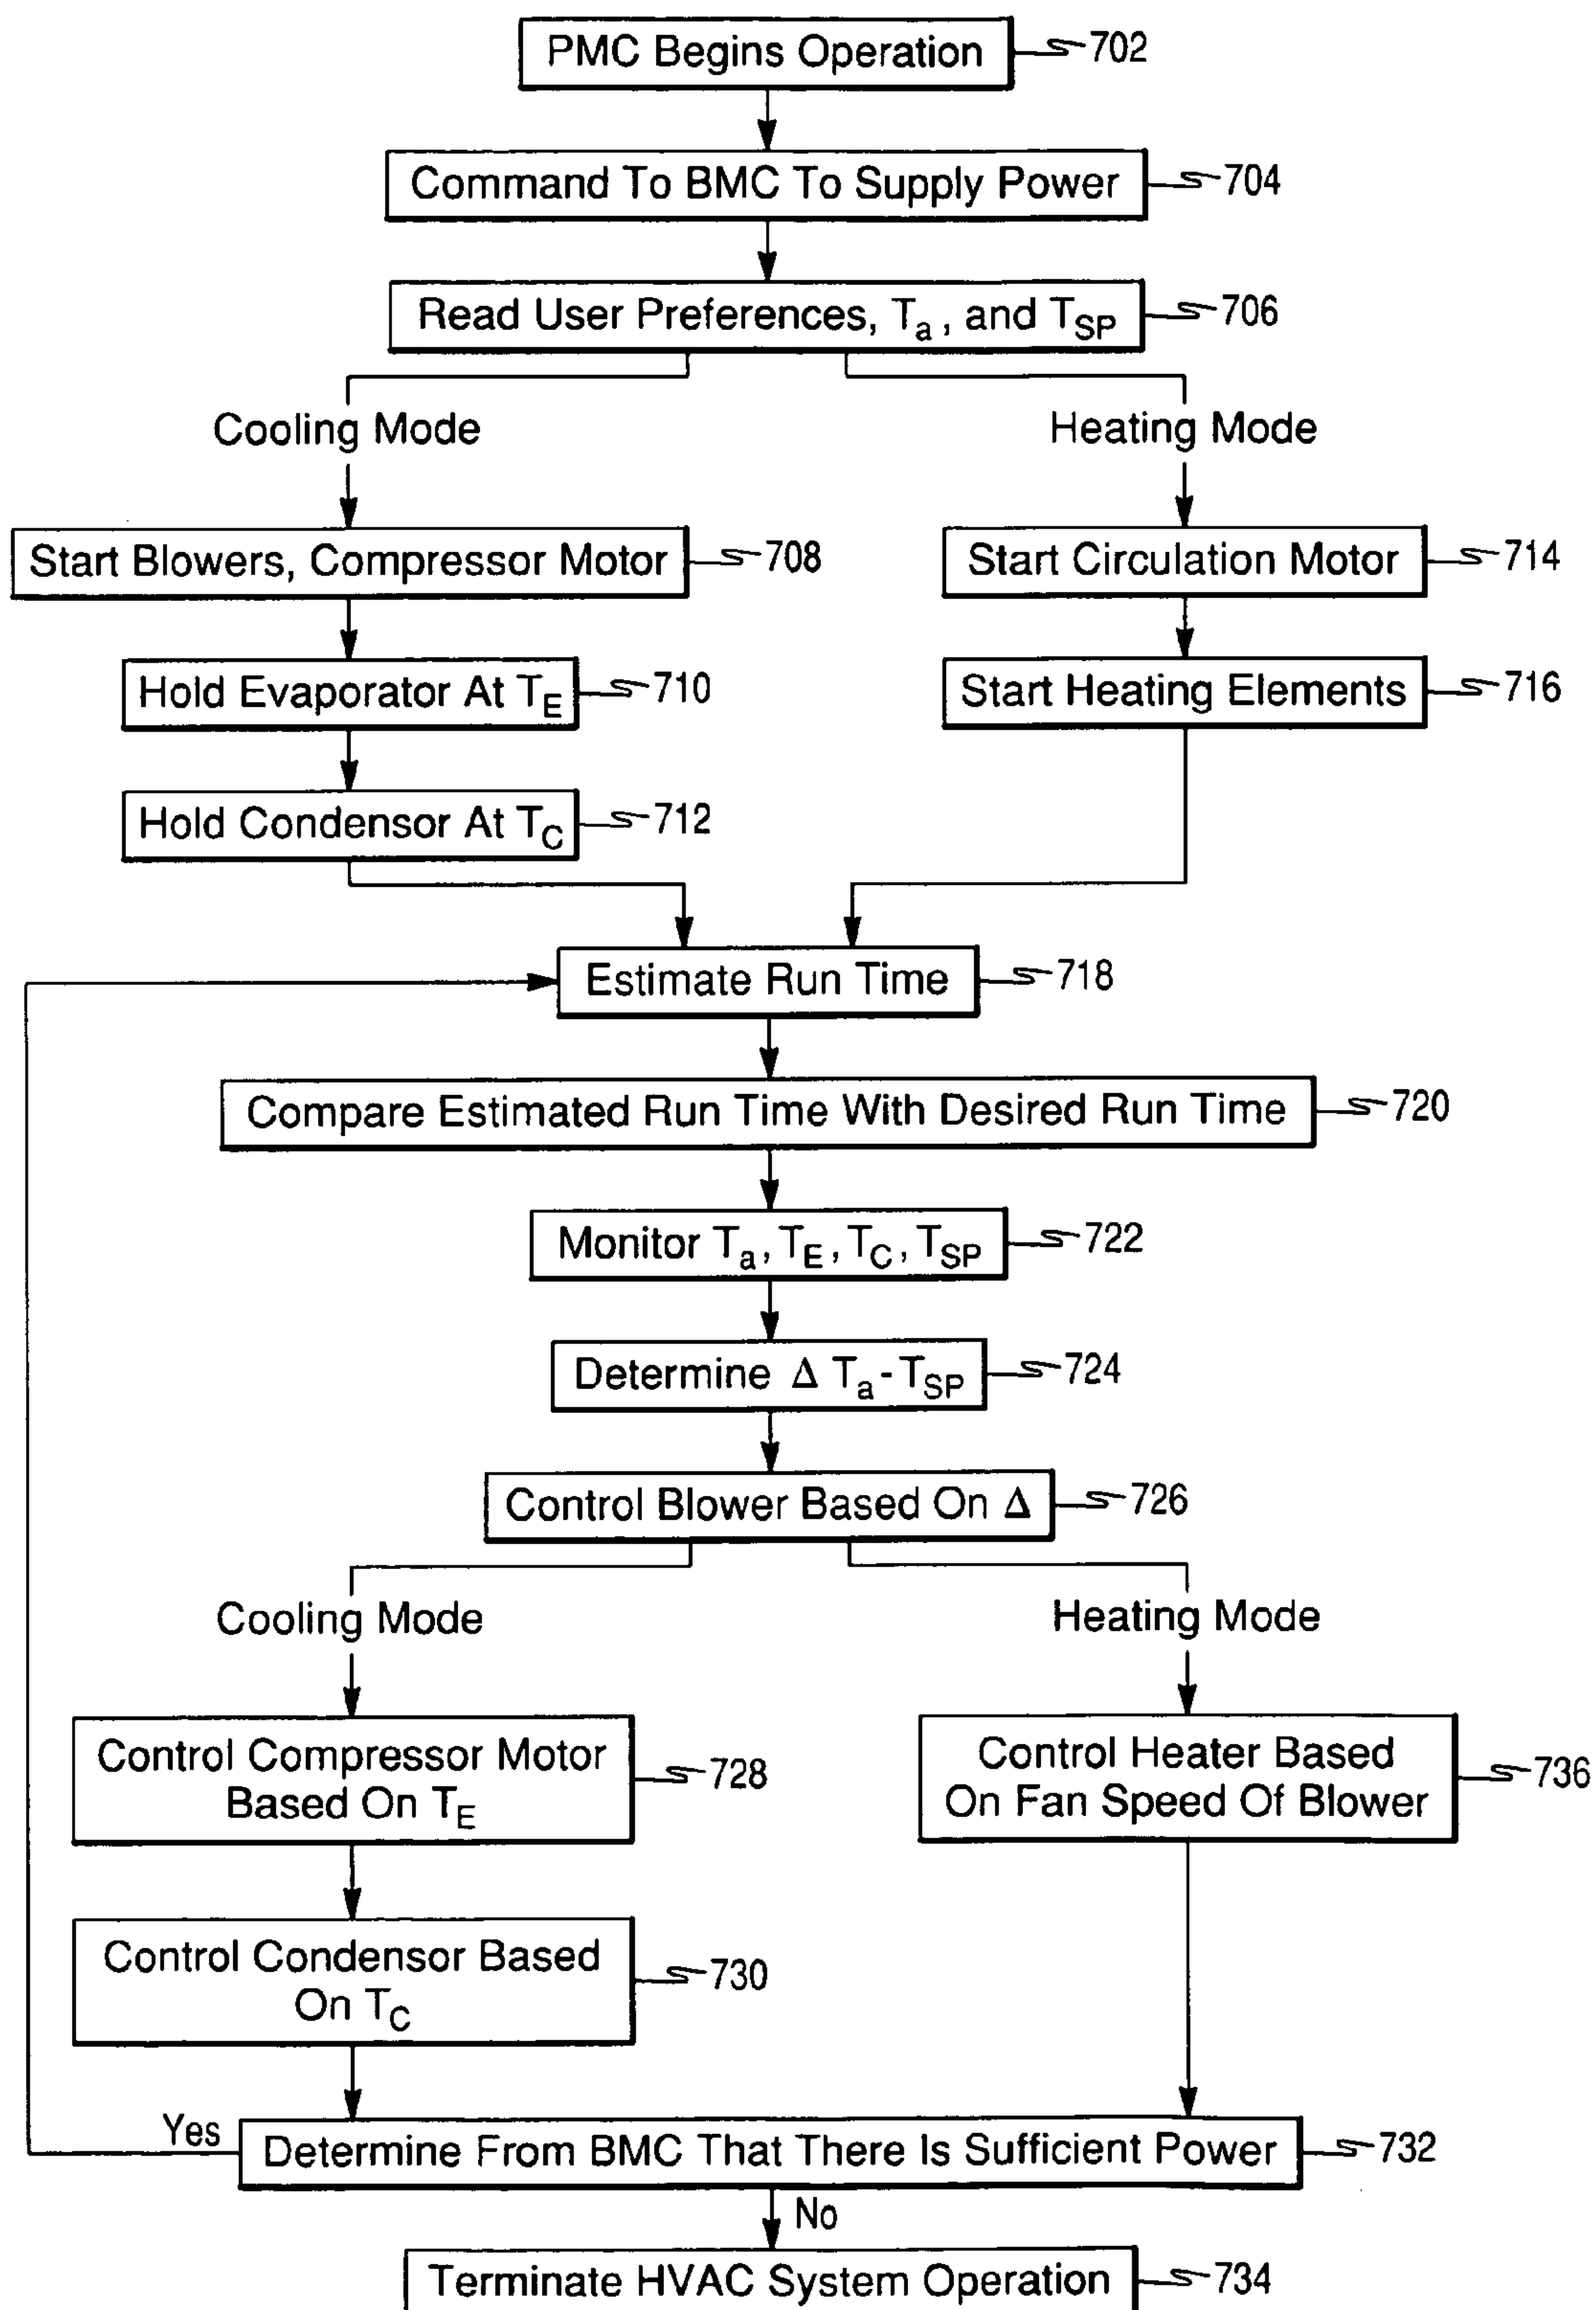 PMC Begins Operation
702
Command To BMC To Supply Power
704
Read User Preferences, Ta, and TSP
706
Cooling Mode
Heating Mode
Start Blowers, Compressor Motor
708
Start Circulation Motor
714
Hold Evaporator At TE
710
Start Heating Elements
716
Hold Condensor At TC
712
Estimate Run Time
718
Compare Estimated Run Time With Desired Run Time
720
Monitor Ta, TE, TC, TSP
722
Determine Δ Ta-TSP
724
Control Blower Based On Δ
726
Cooling Mode
Heating Mode
Control Compressor Motor
Based On TE
728
Control Heater Based
On Fan Speed Of Blower
736
Control Condensor Based
On TC
730
Yes
Determine From BMC That There Is Sufficient Power
732
No
Terminate HVAC System Operation
734